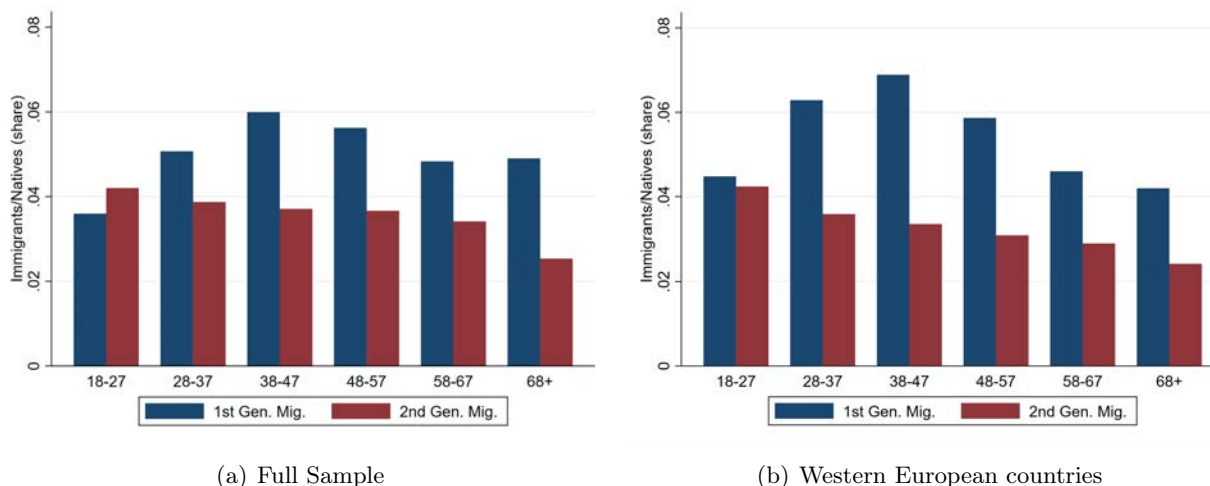 Immigrants/Natives (share)
.08
.06
.04
.02
0
18-27 28-37 38-47 48-57 58-67 68+
1st Gen. Mig. 2nd Gen. Mig.
(a) Full Sample
Immigrants/Natives (share)
.08
.06
.04
.02
0
18-27 28-37 38-47 48-57 58-67 68+
1st Gen. Mig. 2nd Gen. Mig.
(b) Western European countries